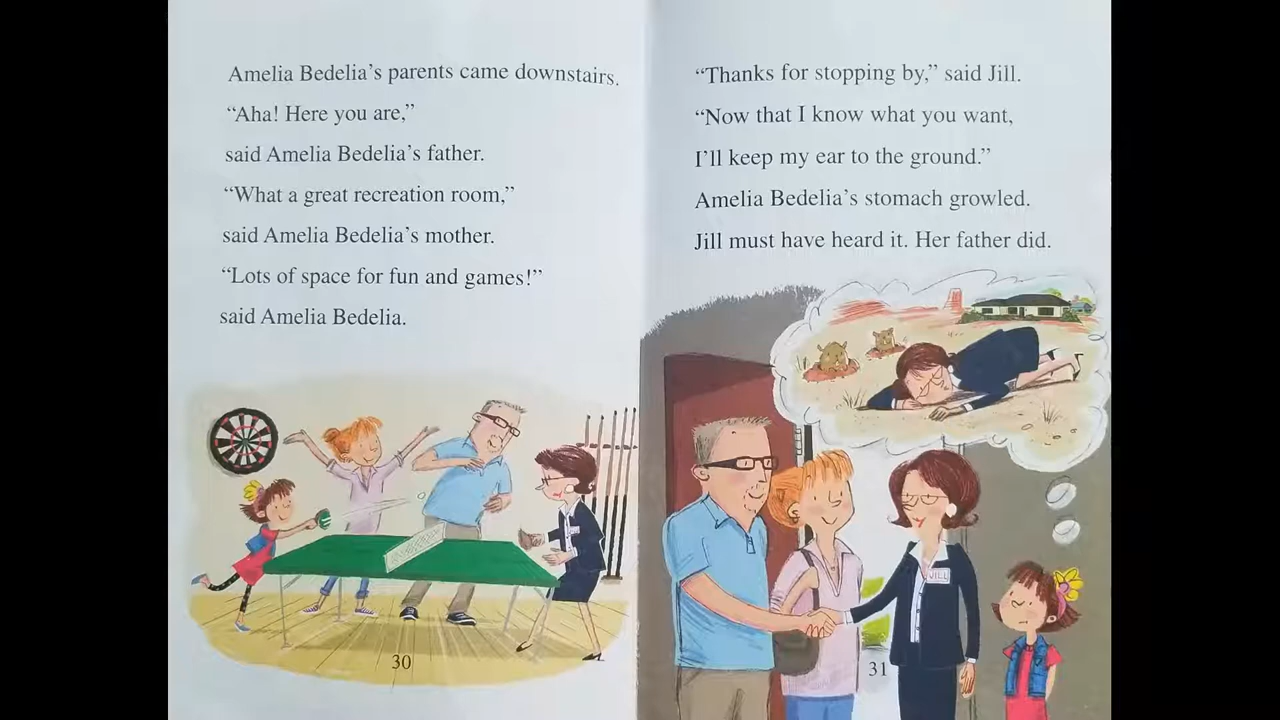 Amelia Bedelia's parents came downstairs.
“Aha! Here you are,”
said Amelia Bedelia's father.
“What a great recreation room,”
said Amelia Bedelia's mother.
“Lots of space for fun and games!”
said Amelia Bedelia.
30
“Thanks for stopping by,” said Jill.
“Now that I know what you want,
I'll keep my ear to the ground.”
Amelia Bedelia's stomach growled.
Jill must have heard it. Her father did.
JILL
31